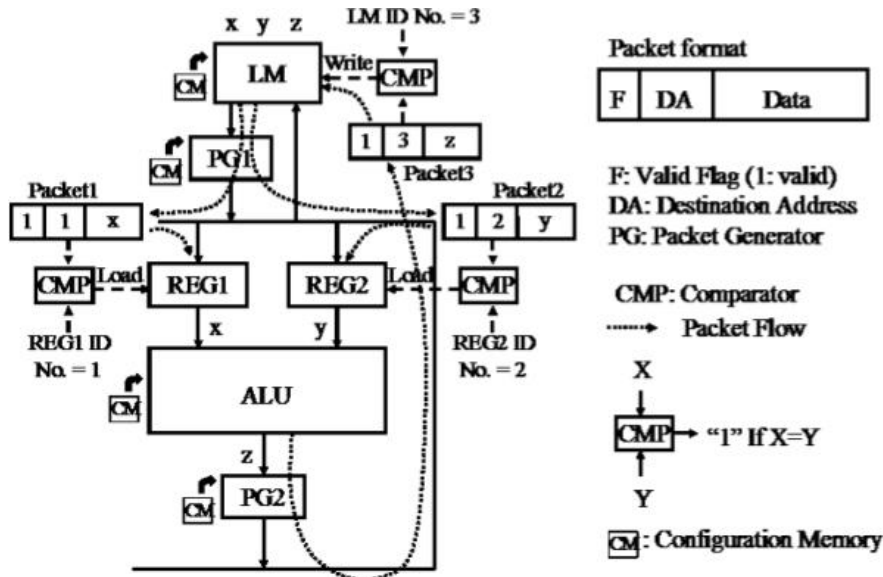 LM ID No. = 3
x y z
CM
LM
Write
CMP
Packet format
F DA Data
CM
PG1
1 3 z
Packet3
F: Valid Flag (1: valid)
DA: Destination Address
PG: Packet Generator
Packet1
1 1 x
Packet2
1 2 y
CMP
Load
REG1
REG2
Load
CMP
CMP: Comparator
Packet Flow
REG1 ID
No. = 1
x
y
REG2 ID
No. = 2
CM
ALU
X
CMP
"1" If X=Y
Y
z
CM
PG2
CM : Configuration Memory